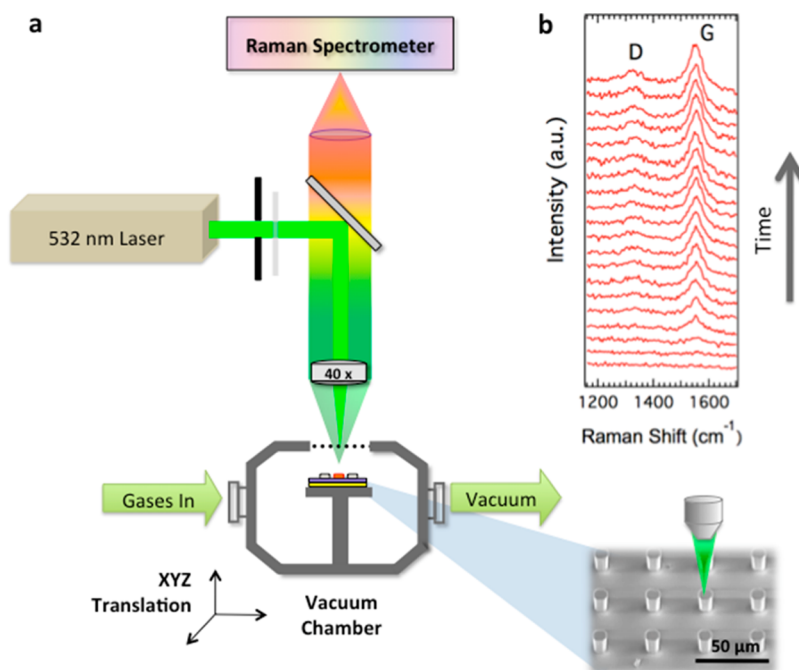 a
Raman Spectrometer
532 nm Laser
40 x
Gases In
Vacuum
XYZ
Translation
Vacuum
Chamber
b
D
G
Intensity (a.u.)
Time
1200
1400
1600
Raman Shift (cm⁻¹)
50 µm